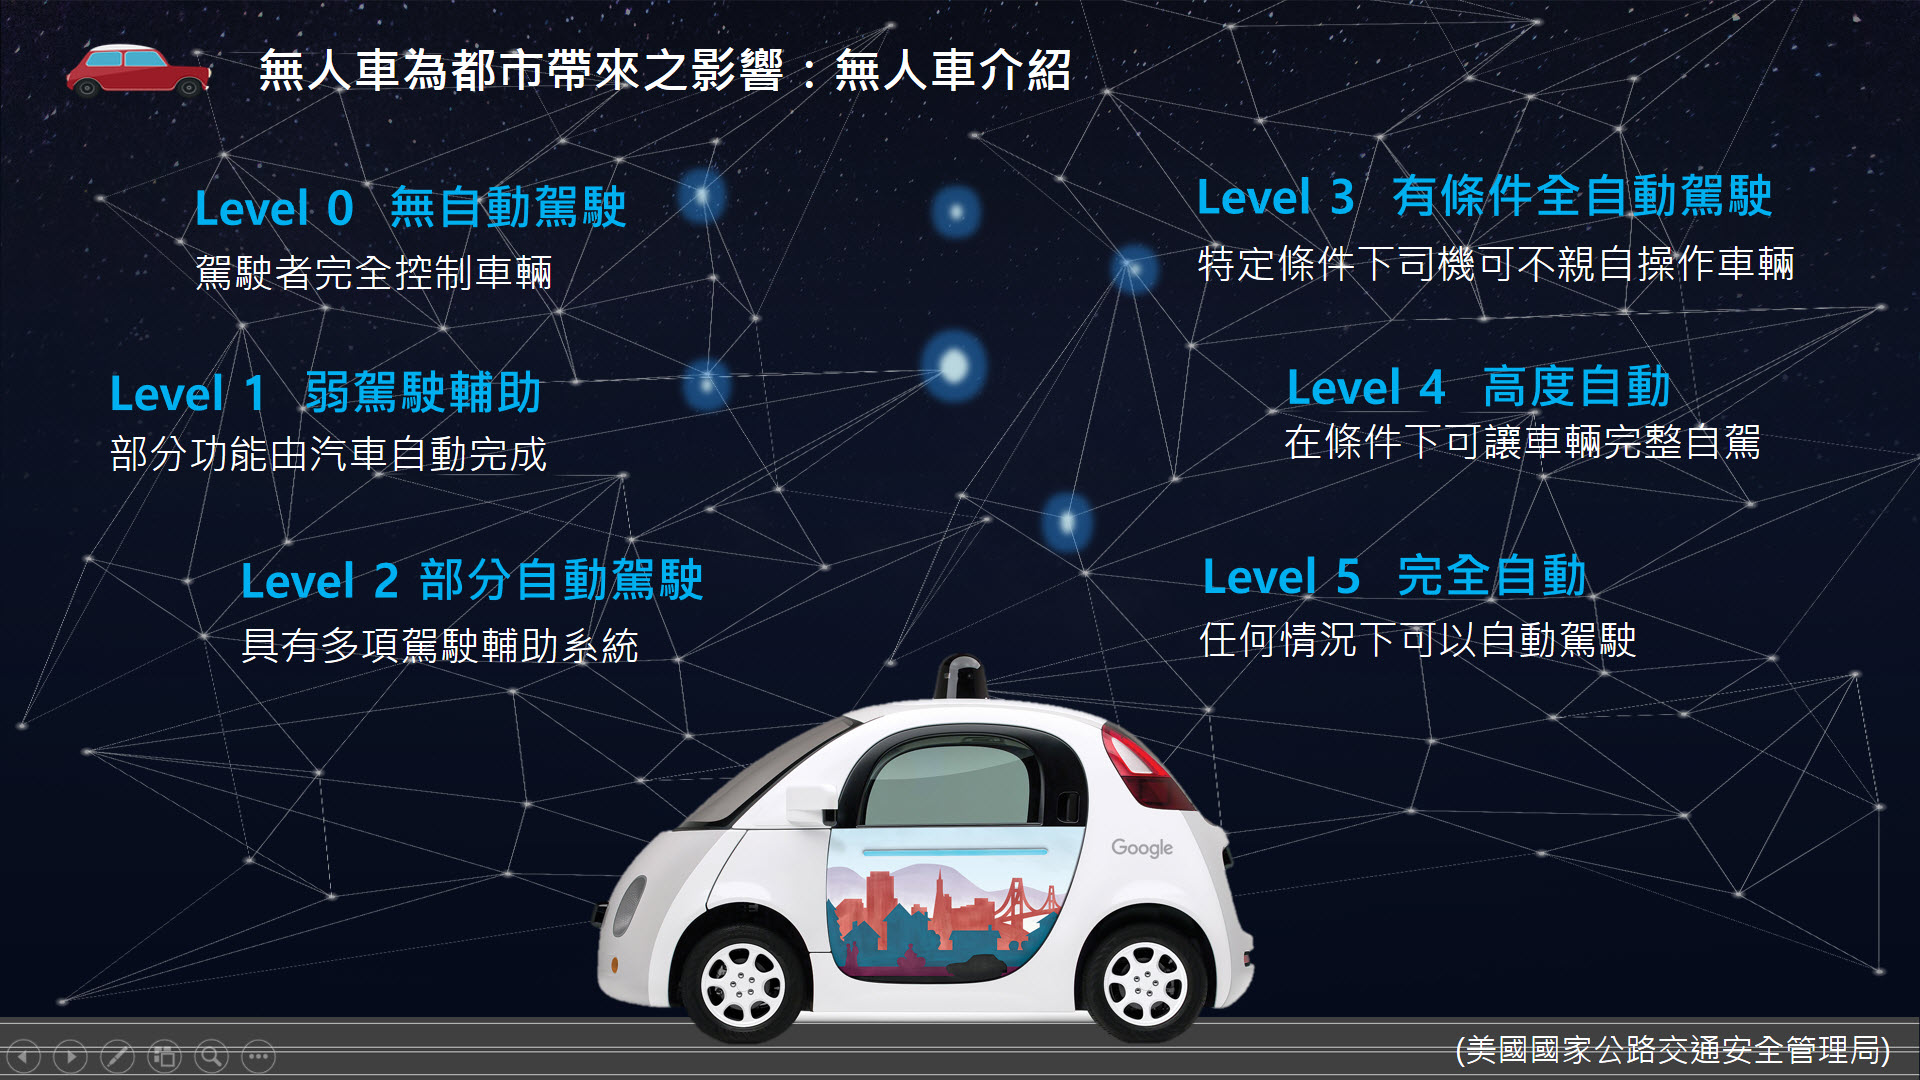 無人車為都市帶來之影響：無人車介紹
Level 0 無自動駕駛
駕駛者完全控制車輛
Level 1 弱駕駛輔助
部分功能由汽車自動完成
Level 2 部分自動駕駛
具有多項駕駛輔助系統
Level 3 有條件全自動駕駛
特定條件下司機可不親自操作車輛
Level 4 高度自動
在條件下可讓車輛完整自駕
Level 5 完全自動
任何情況下可以自動駕駛
Google
(美國國家公路交通安全管理局)